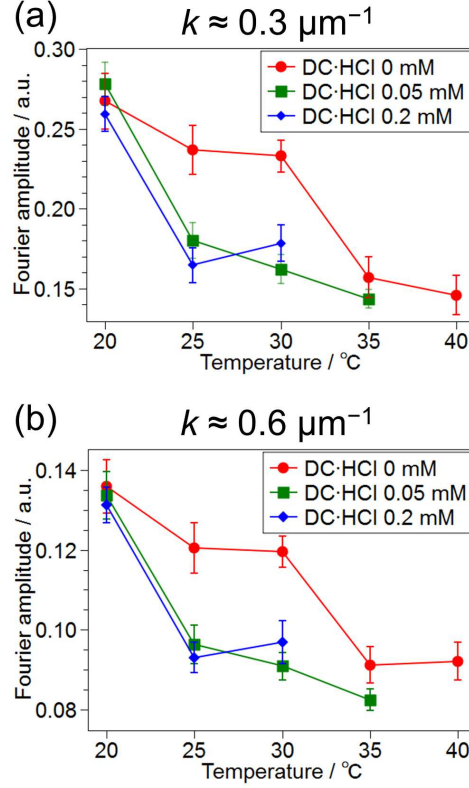 (a) k ≈ 0.3 μm⁻¹
Fourier amplitude / a.u.
0.30
0.25
0.20
0.15
DC·HCl 0 mM
DC·HCl 0.05 mM
DC·HCl 0.2 mM
20 25 30 35 40
Temperature / °C
(b) k ≈ 0.6 μm⁻¹
Fourier amplitude / a.u.
0.14
0.12
0.10
0.08
DC·HCl 0 mM
DC·HCl 0.05 mM
DC·HCl 0.2 mM
20 25 30 35 40
Temperature / °C